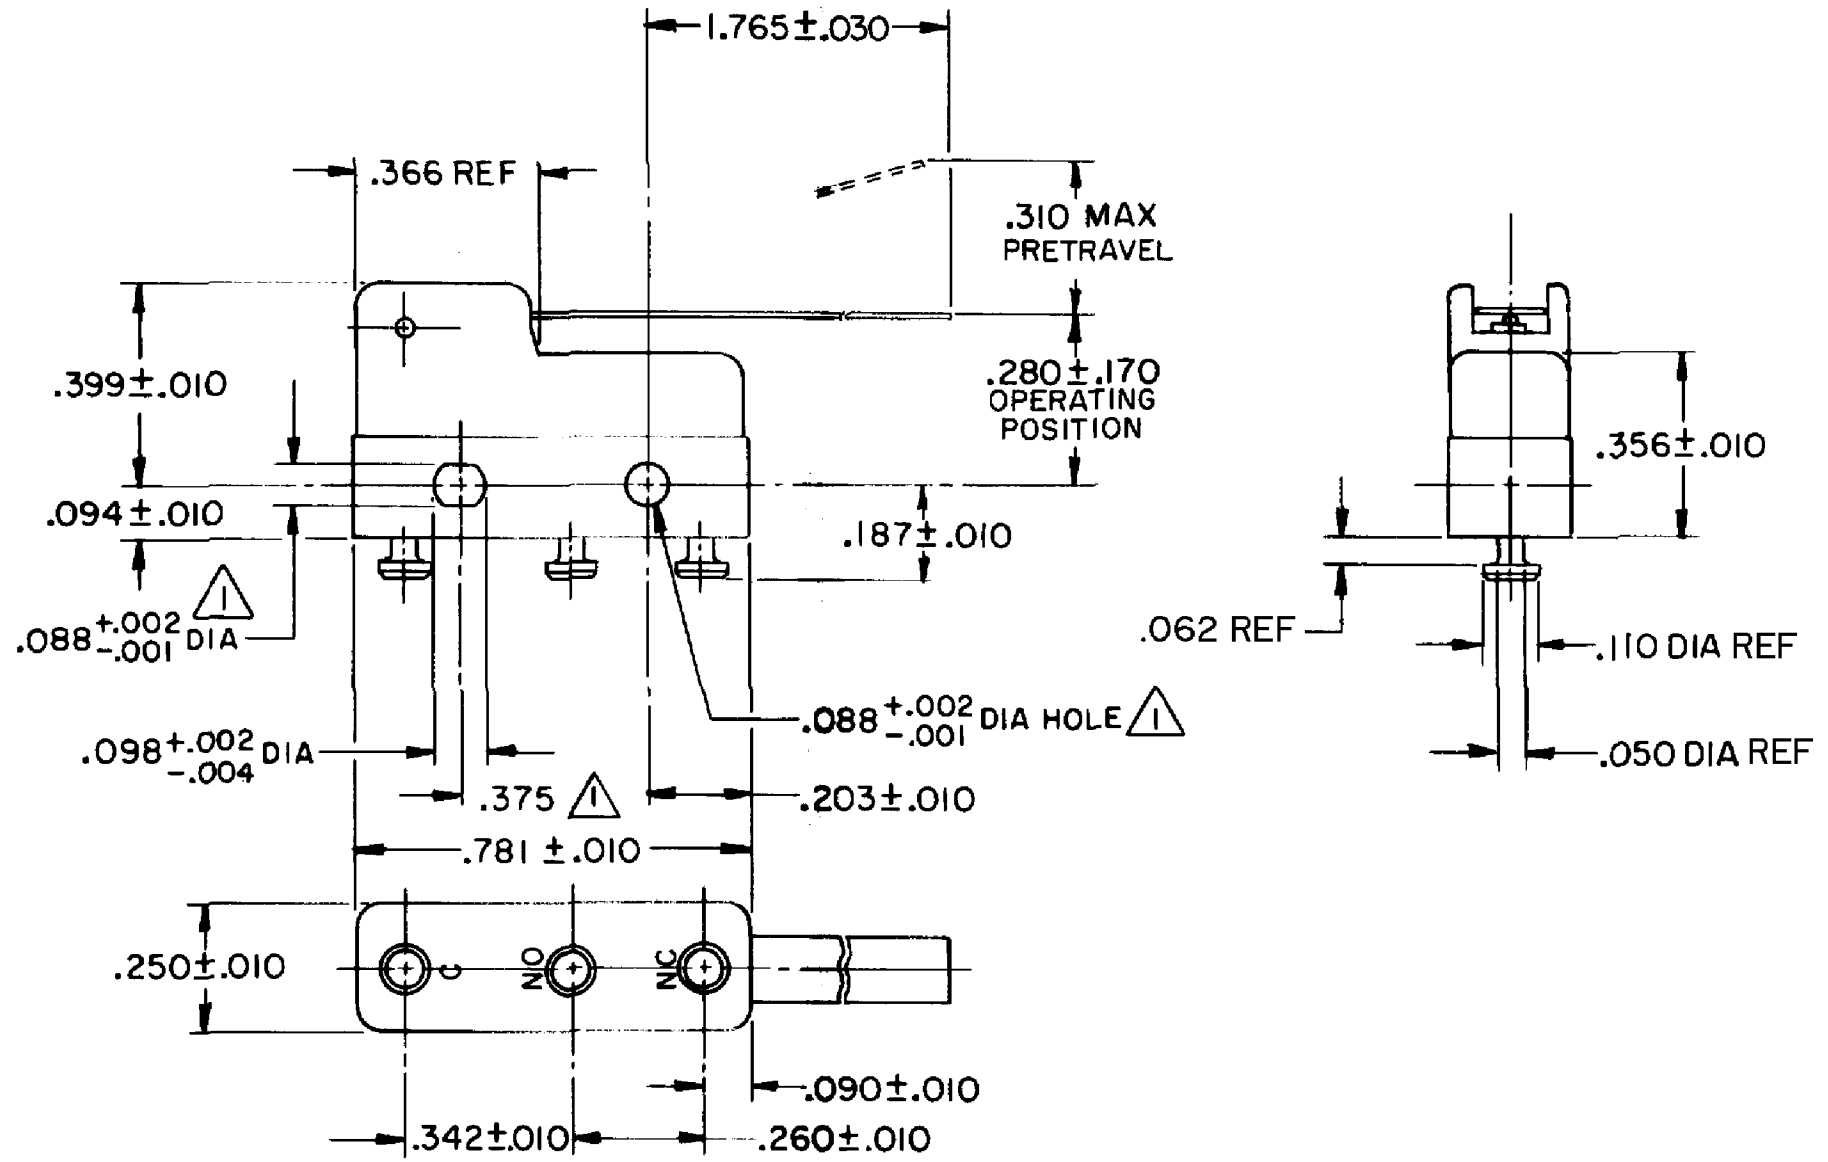 1.765±.030
.366 REF
.310 MAX
PRETRAVEL
.399±.010
.280±.170
OPERATING
POSITION
.356±.010
.094±.010
.187±.010
1
.088 +.002 -.001 DIA
.062 REF
.110 DIA REF
.088 +.002 -.001 DIA HOLE 1
.098 +.002 -.004 DIA
.050 DIA REF
.375 1
.203±.010
.781 ±.010
.250±.010
C
NO
NC
.090±.010
.342±.010
.260±.010